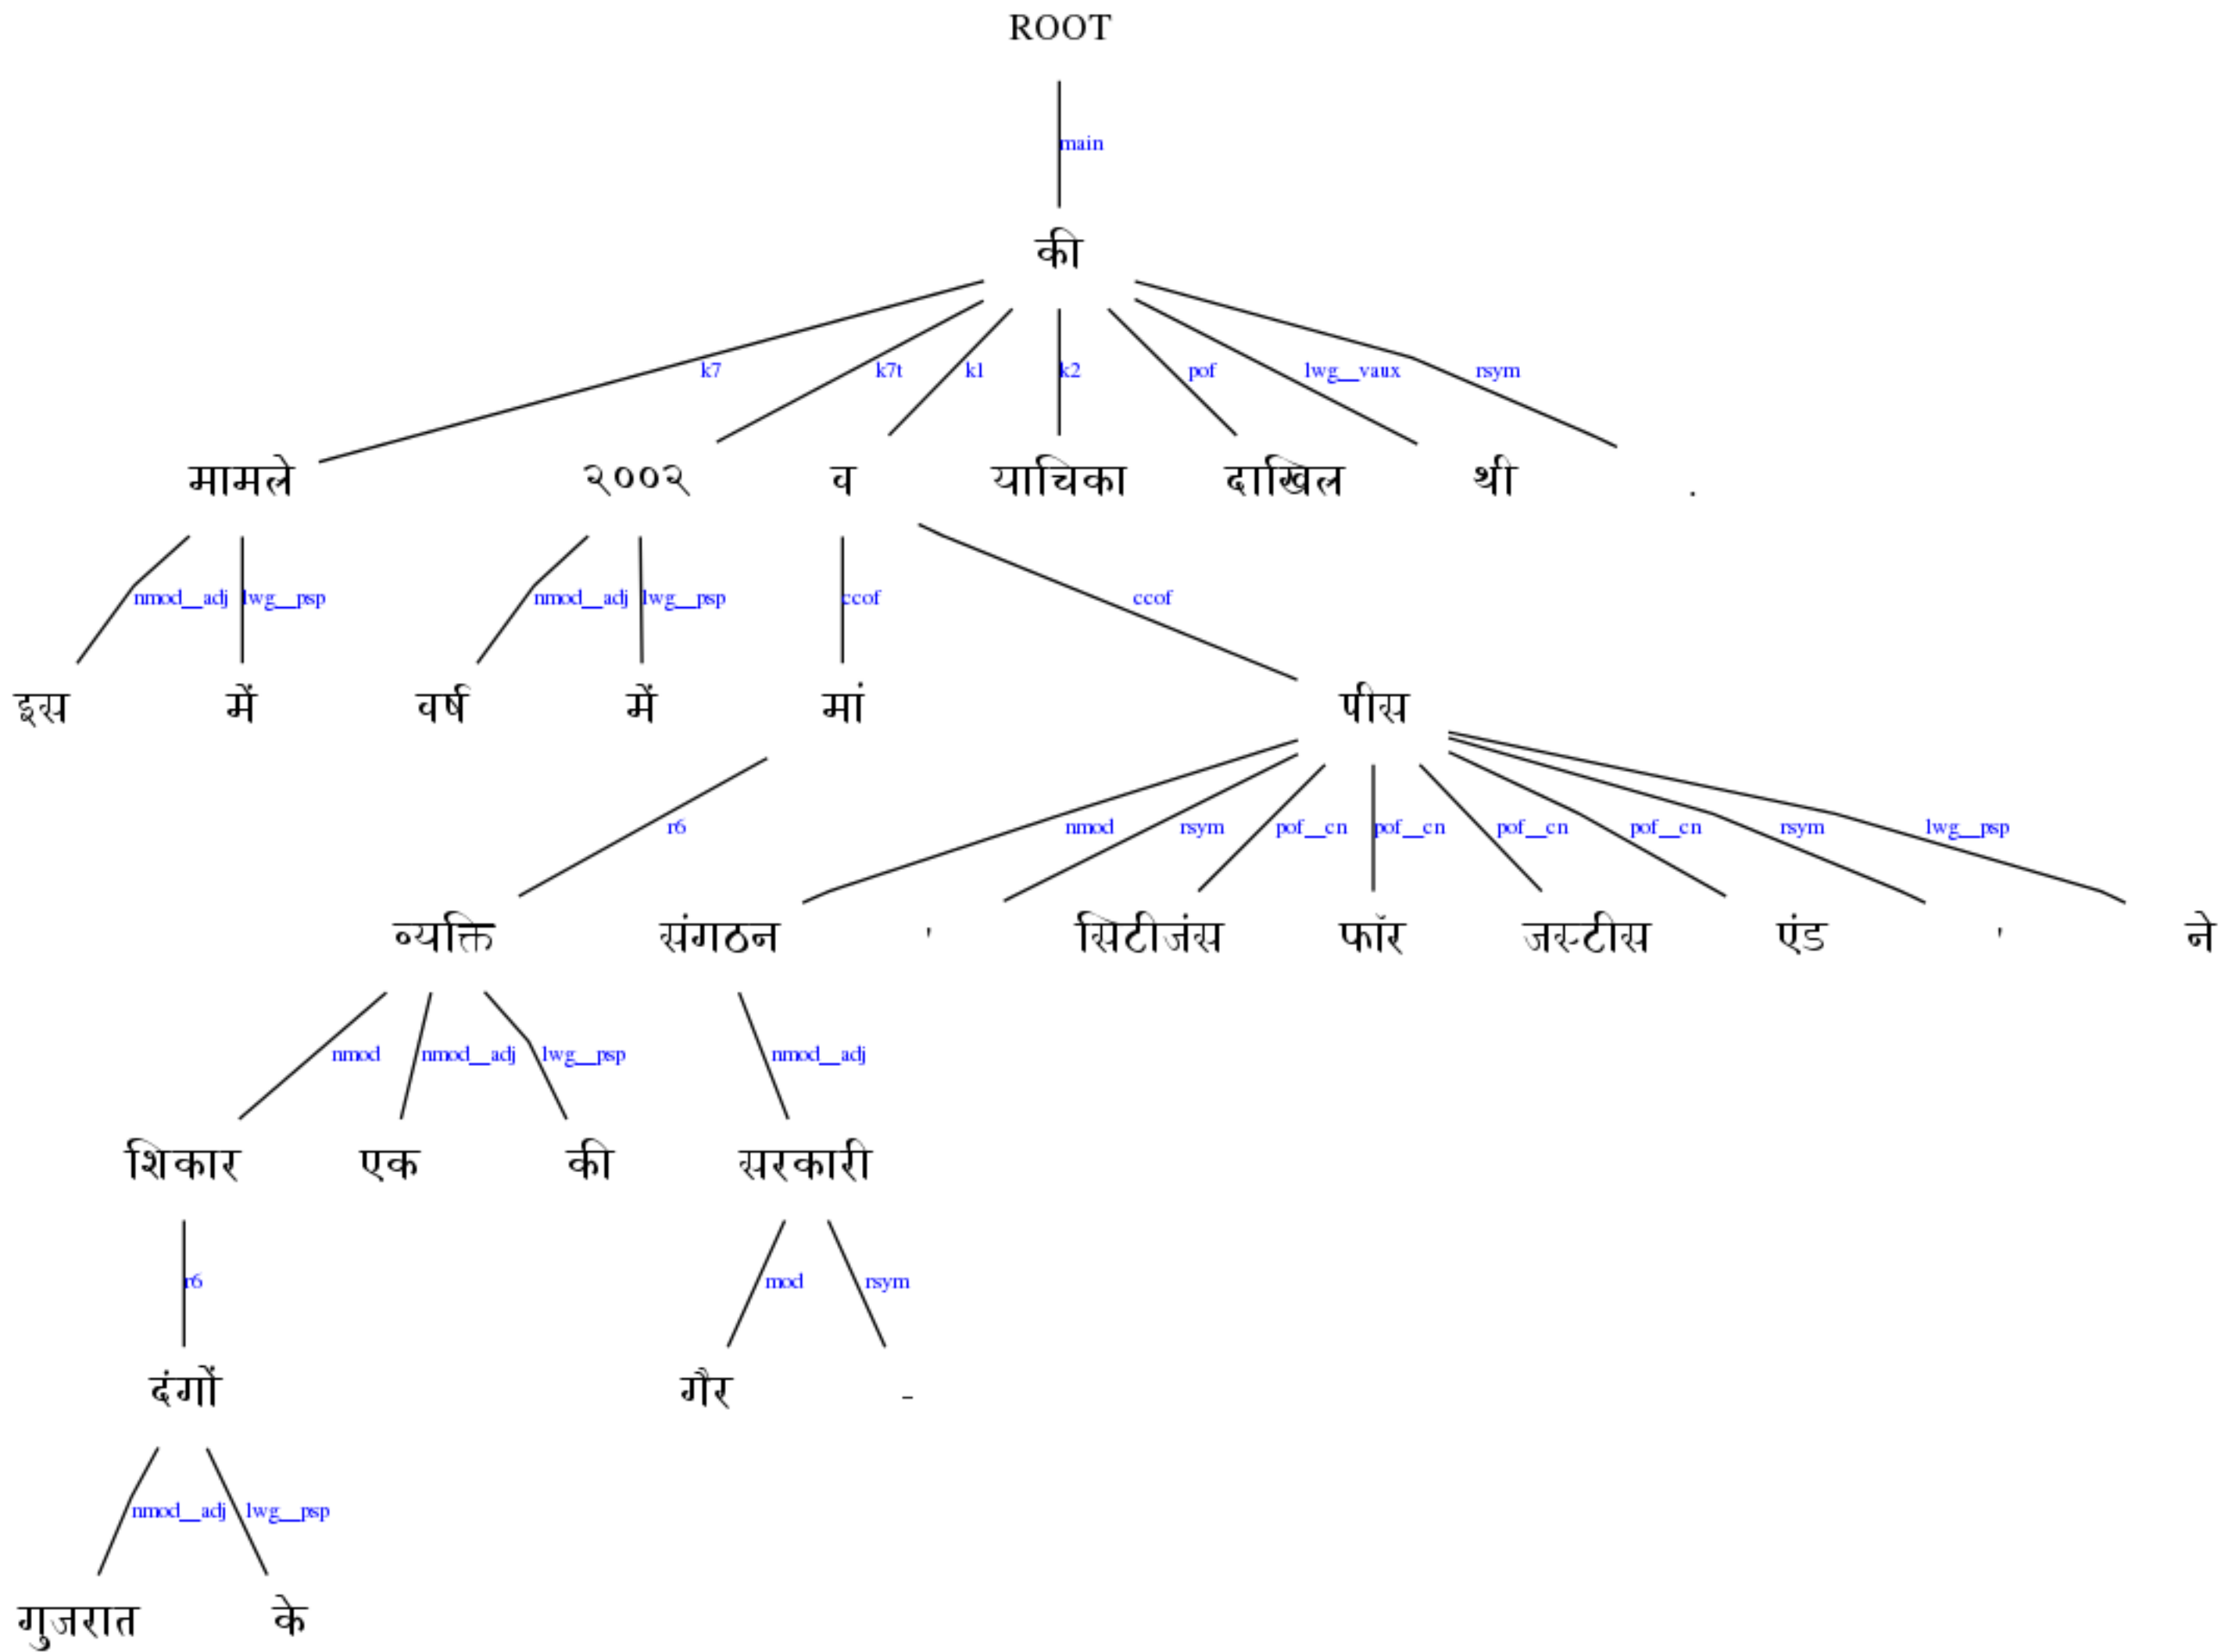 ROOT
main
की
k7 k7t k1 k2 pof lwg__vaux rsym
मामले २००२ व याचिका दाखिल थी .
nmod__adj lwg__psp nmod__adj lwg__psp ccof ccof
इस में वर्ष में मां पीस
r6 nmod rsym pof__cn pof__cn pof__cn pof__cn rsym lwg__psp
व्यक्ति संगठन ' सिटीजंस फॉर जस्टीस एंड ' ने
nmod nmod__adj lwg__psp nmod__adj
शिकार एक की सरकारी
r6 mod rsym
दंगों गैर -
nmod__adj lwg__psp
गुजरात के